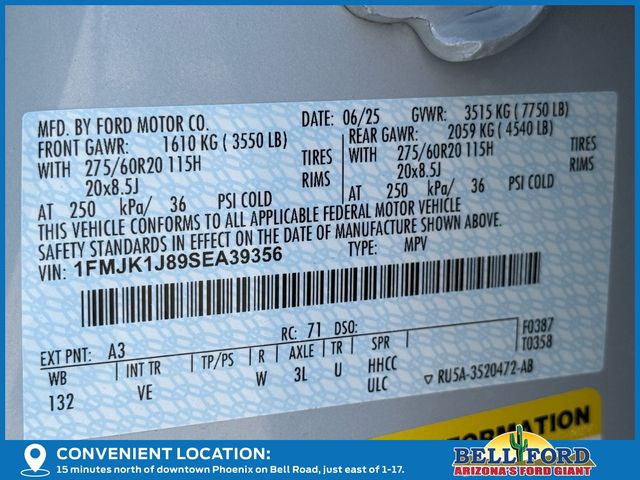 MFD. BY FORD MOTOR CO.
DATE: 06/25 GVWR: 3515 KG ( 7750 LB)
FRONT GAWR: 1610 KG ( 3550 LB)
REAR GAWR: 2059 KG ( 4540 LB)
WITH 275/60R20 115H TIRES
275/60R20 115H TIRES
20x8.5J RIMS
20x8.5J RIMS
AT 250 kPa/ 36 PSI COLD
AT 250 kPa/ 36 PSI COLD
THIS VEHICLE CONFORMS TO ALL APPLICABLE FEDERAL MOTOR VEHICLE
SAFETY STANDARDS IN EFFECT ON THE DATE OF MANUFACTURE SHOWN ABOVE.
VIN: 1FMJK1J89SEA39356
TYPE: MPV
F0387
T0358
EXT PNT: A3 RC: 71 DSO:
WB INT TR TP/PS R AXLE TR SPR
132 VE W 3L U HHCC
ULC
▽ RU5A-3520472-AB
FORMATION
CONVENIENT LOCATION:
15 minutes north of downtown Phoenix on Bell Road, just east of 1-17.
BELL FORD
ARIZONA'S FORD GIANT